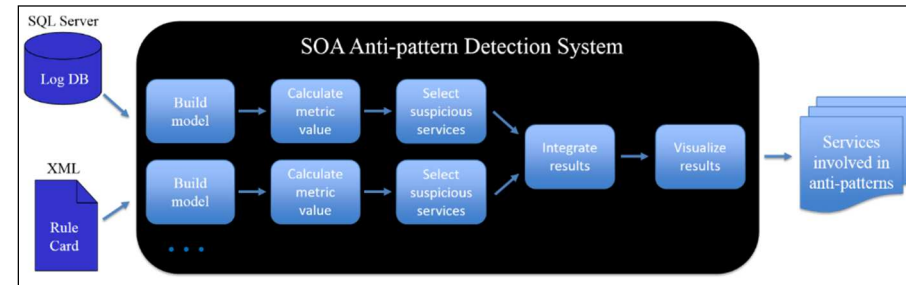 SQL Server
Log DB
XML
Rule
Card
SOA Anti-pattern Detection System
Build
model
Calculate
metric
value
Select
suspicious
services
Build
model
Calculate
metric
value
Select
suspicious
services
. . .
Integrate
results
Visualize
results
Services
involved in
anti-patterns